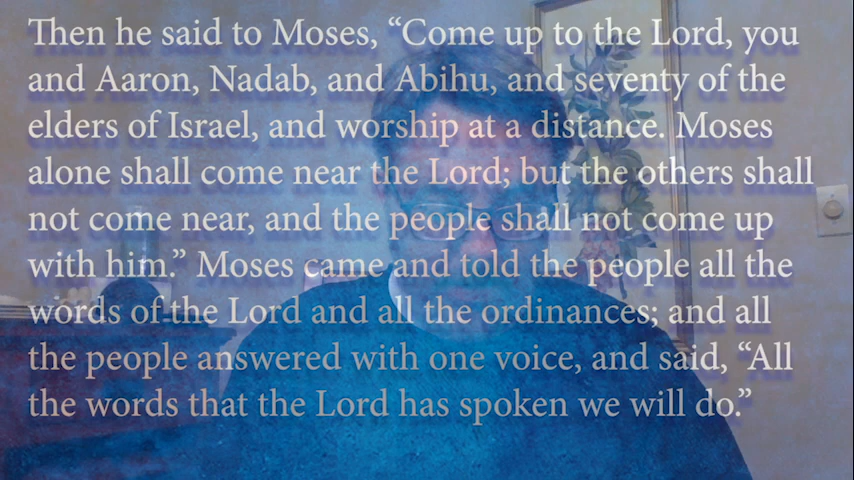 Then he said to Moses, “Come up to the Lord, you
and Aaron, Nadab, and Abihu, and seventy of the
elders of Israel, and worship at a distance. Moses
alone shall come near the Lord; but the others shall
not come near, and the people shall not come up
with him.” Moses came and told the people all the
words of the Lord and all the ordinances; and all
the people answered with one voice, and said, “All
the words that the Lord has spoken we will do.”